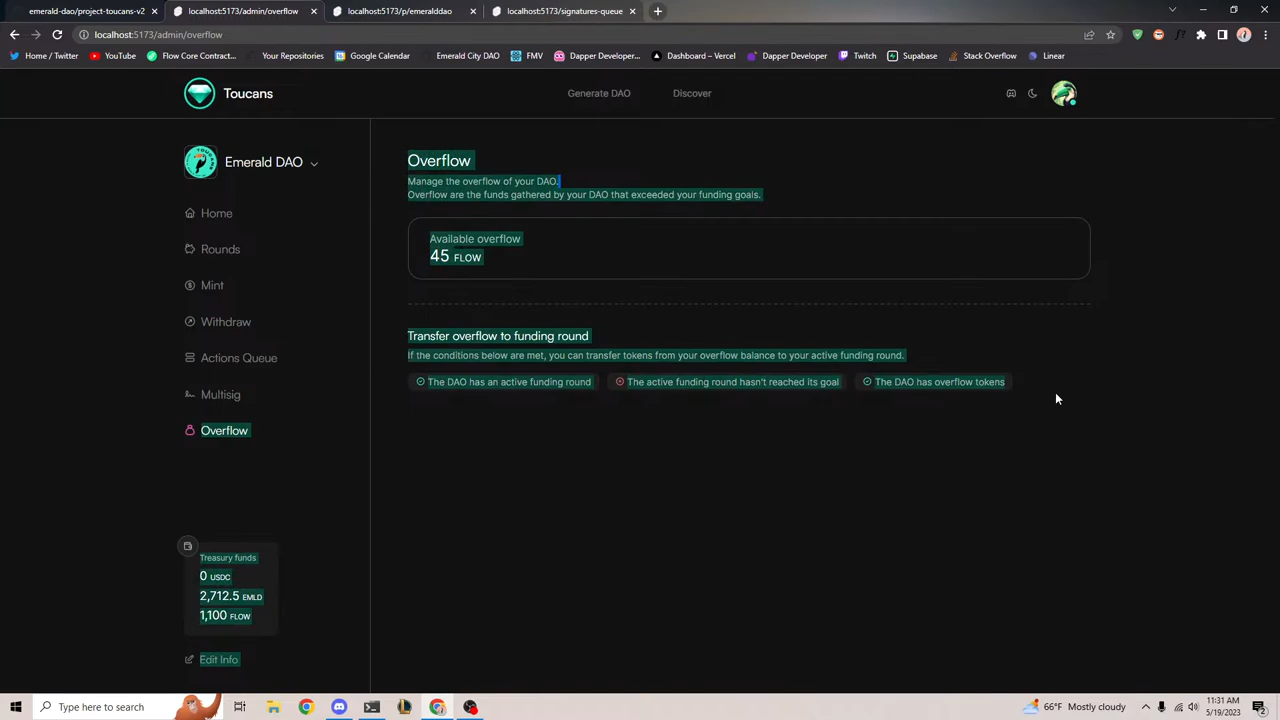 emerald-dao/project-toucans-v2
localhost:5173/admin/overflow
localhost:5173/p/emeralddao
localhost:5173/signatures-queue
localhost:5173/admin/overflow
Home / Twitter
YouTube
Flow Core Contract...
Your Repositories
Google Calendar
Emerald City DAO
FMV
Dapper Developer...
Dashboard – Vercel
Dapper Developer
Twitch
Supabase
Stack Overflow
Linear
Toucans
Generate DAO
Discover
Emerald DAO
Home
Rounds
Mint
Withdraw
Actions Queue
Multisig
Overflow
Treasury funds
0 USDC
2,712.5 EMLD
1,100 FLOW
Edit Info
Overflow
Manage the overflow of your DAO.
Overflow are the funds gathered by your DAO that exceeded your funding goals.
Available overflow
45 FLOW
Transfer overflow to funding round
If the conditions below are met, you can transfer tokens from your overflow balance to your active funding round.
The DAO has an active funding round
The active funding round hasn't reached its goal
The DAO has overflow tokens
Type here to search
66°F Mostly cloudy
11:31 AM
5/19/2023
2